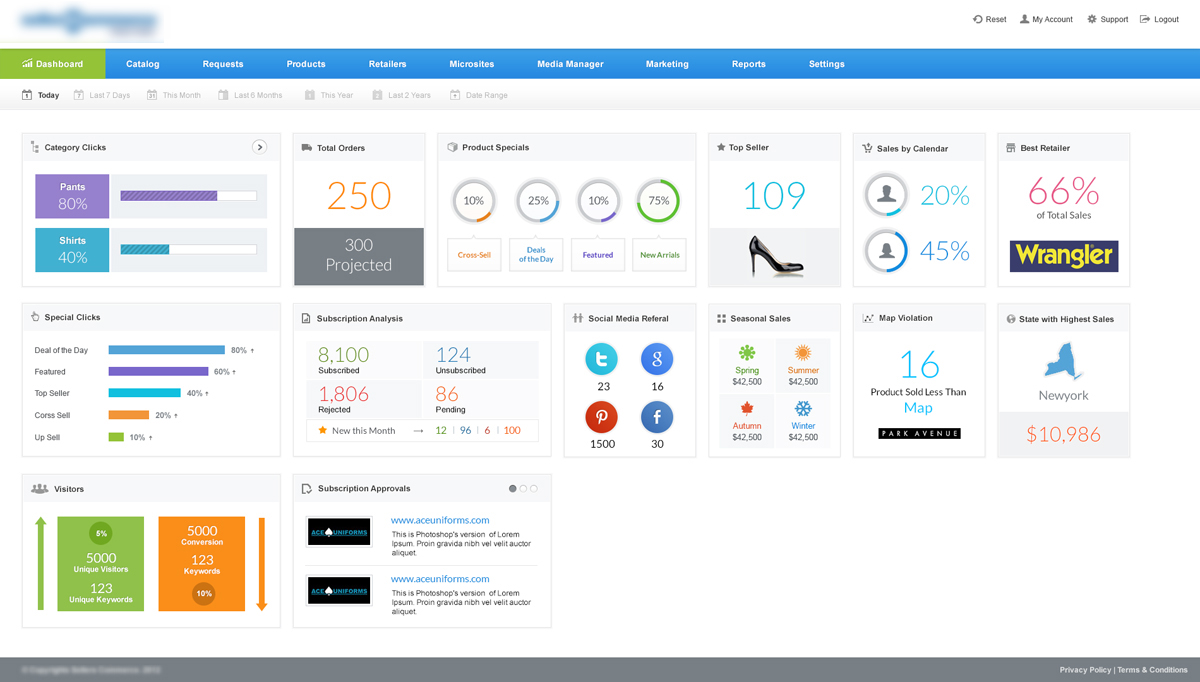 Reset My Account Support Logout
Dashboard Catalog Requests Products Retailers Microsites Media Manager Marketing Reports Settings
Today Last 7 Days This Month Last 6 Months This Year Last 2 Years Date Range
Category Clicks
Pants
80%
Shirts
40%
Total Orders
250
300
Projected
Product Specials
10% 25% 10% 75%
Cross-Sell
Deals
of the Day
Featured
New Arrials
Top Seller
109
Sales by Calendar
20%
45%
Best Retailer
66%
of Total Sales
Wrangler
Special Clicks
Deal of the Day 80% ↑
Featured 60% ↑
Top Seller 40% ↑
Corss Sell 20% ↑
Up Sell 10% ↑
Subscription Analysis
8,100
Subscribed
124
Unsubscribed
1,806
Rejected
86
Pending
New this Month → 12 | 96 | 6 | 100
Social Media Referal
23
16
1500
30
Seasonal Sales
Spring
$42,500
Summer
$42,500
Autumn
$42,500
Winter
$42,500
Map Violation
16
Product Sold Less Than
Map
PARK AVENUE
State with Highest Sales
Newyork
$10,986
Visitors
5%
5000
Unique Visitors
123
Unique Keywords
5000
Conversion
123
Keywords
10%
Subscription Approvals
ACE UNIFORMS
www.aceuniforms.com
This is Photoshop's version of Lorem
Ipsum. Proin gravida nibh vel velit auctor
aliquet.
ACE UNIFORMS
www.aceuniforms.com
This is Photoshop's version of Lorem
Ipsum. Proin gravida nibh vel velit auctor
aliquet.
Privacy Policy | Terms & Conditions